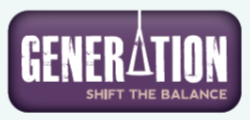 GENERATION
SHIFT THE BALANCE